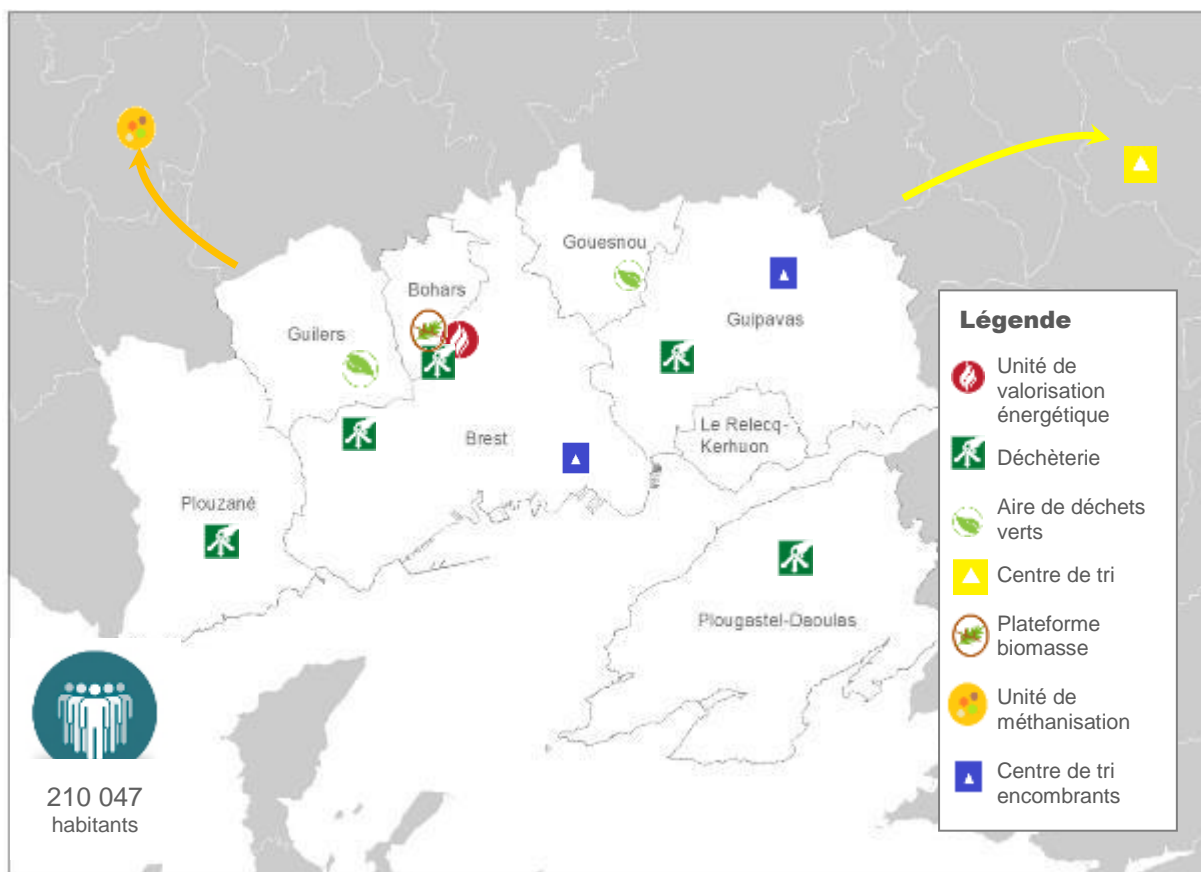 Gouesnou
Bohars
Guipavas
Guilers
Le Relecq-
Kerhuon
Brest
Plouzané
Plougastel-Daoulas
210 047
habitants
Légende
Unité de
valorisation
énergétique
Déchèterie
Aire de déchets
verts
Centre de tri
Plateforme
biomasse
Unité de
méthanisation
Centre de tri
encombrants